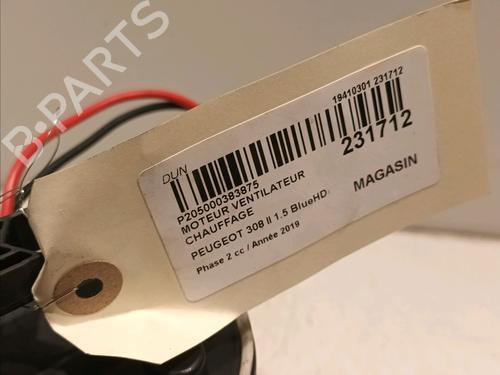 B-PARTS
DUN
19410301 231712
P205000383875
231712
MOTEUR VENTILATEUR
CHAUFFAGE
MAGASIN
PEUGEOT 308 II 1.5 BlueHD
Phase 2 cc / Année 2019